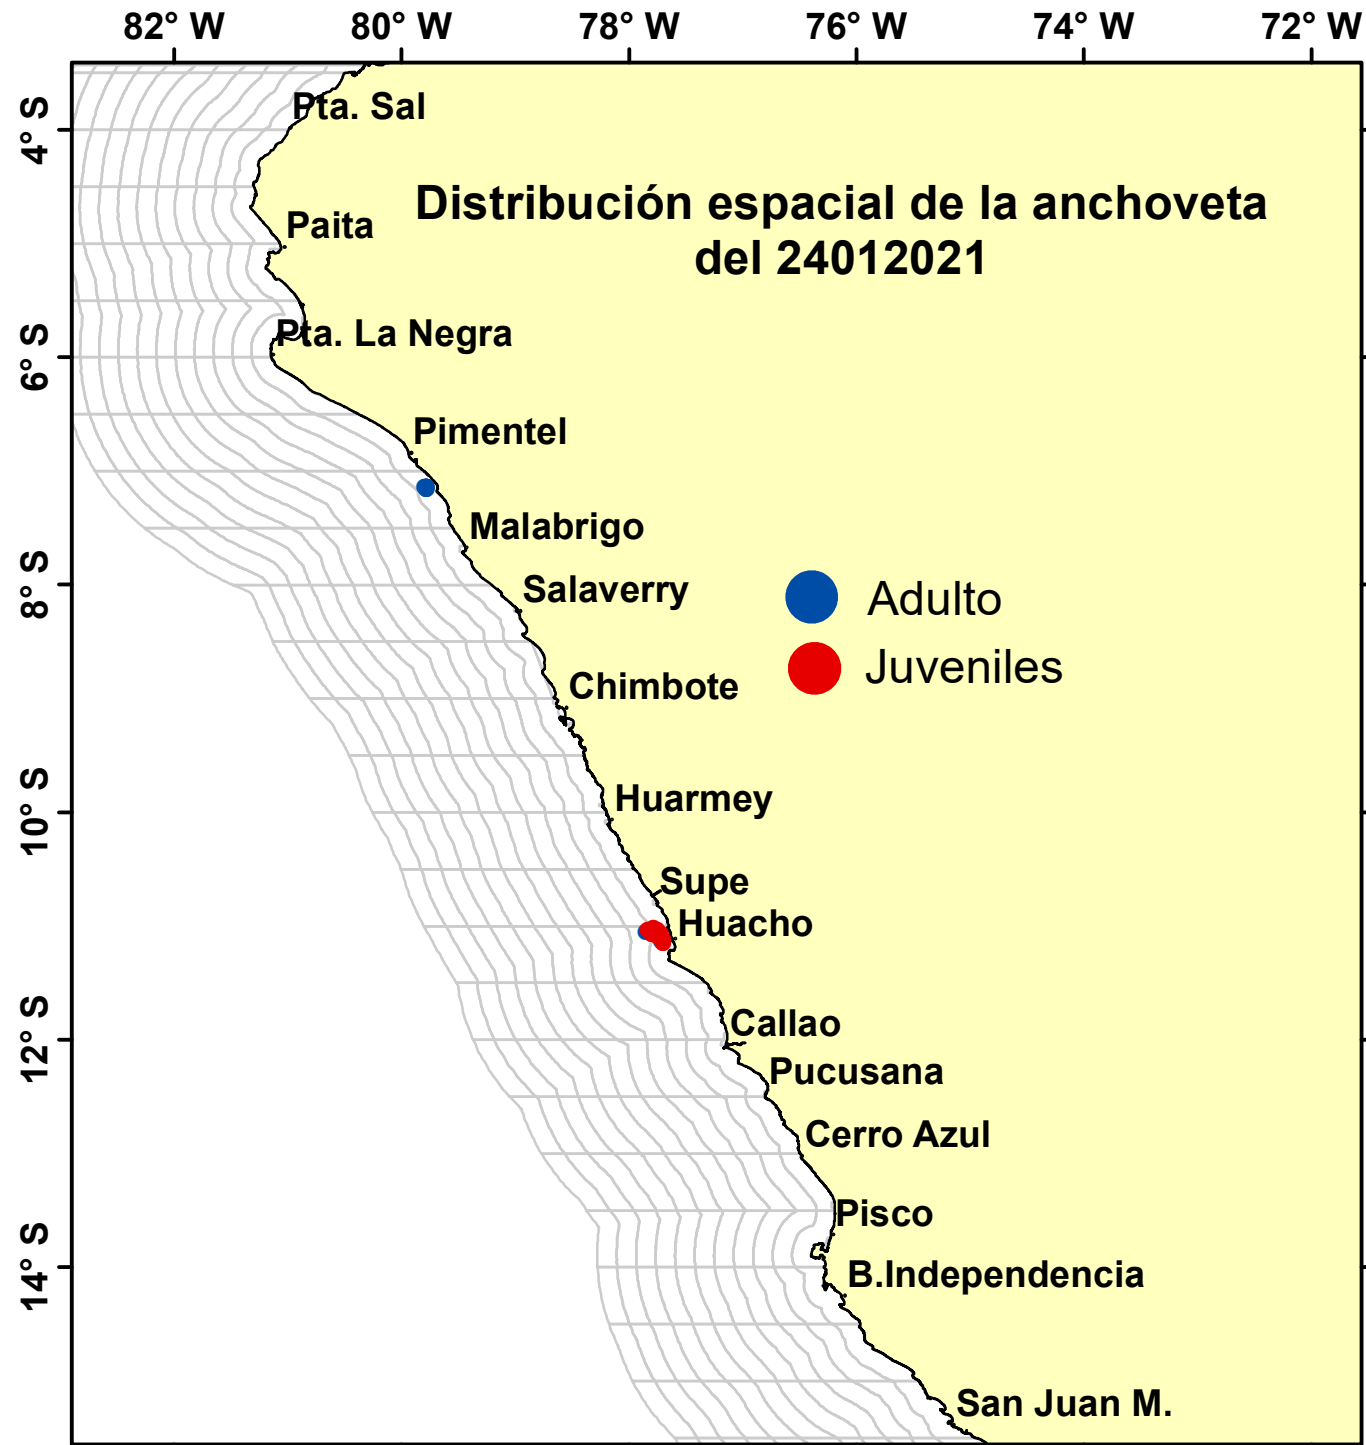 82° W 80° W 78° W 76° W 74° W 72° W
4° S
6° S
8° S
10° S
12° S
14° S
Pta. Sal
Distribución espacial de la anchoveta
del 24012021
Paita
Pta. La Negra
Pimentel
Malabrigo
Salaverry
Adulto
Juveniles
Chimbote
Huarmey
Supe
Huacho
Callao
Pucusana
Cerro Azul
Pisco
B.Independencia
San Juan M.